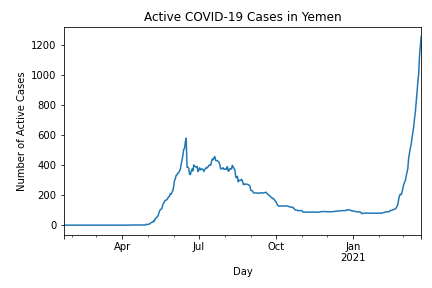 Active COVID-19 Cases in Yemen
1200
1000
800
600
400
200
0
Number of Active Cases
Apr
Jul
Oct
Jan
2021
Day